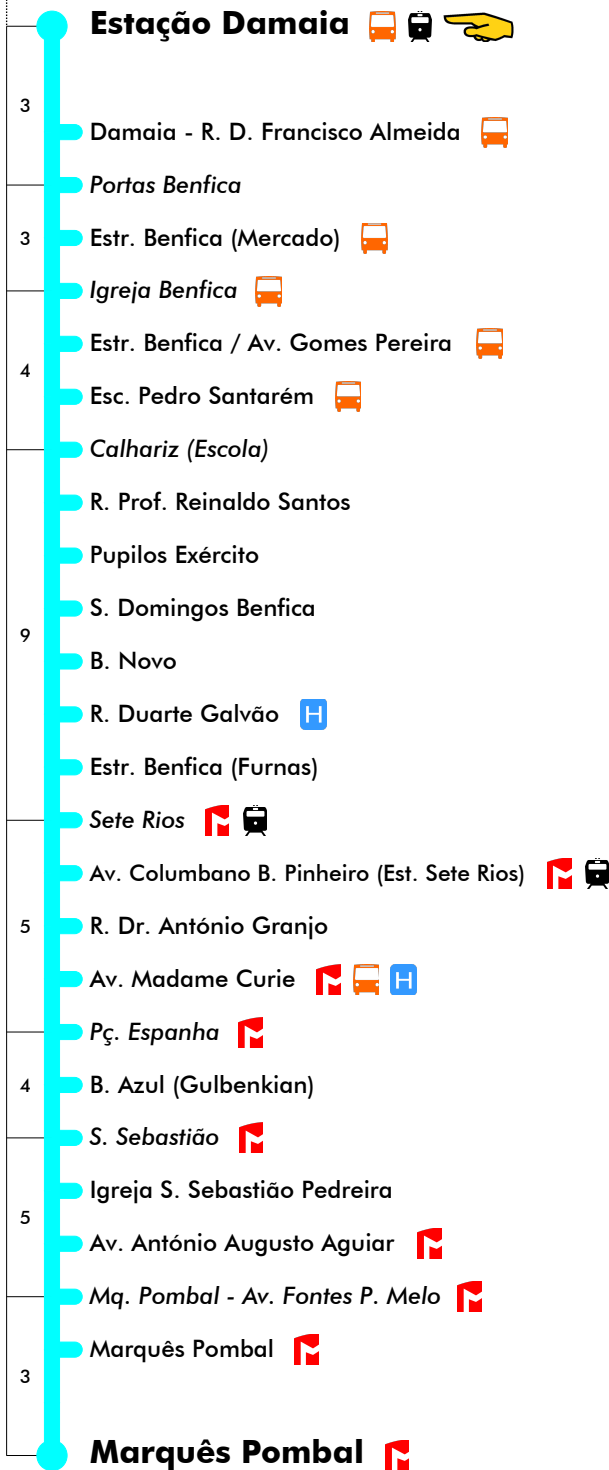 Estação Damaia
3
Damaia - R. D. Francisco Almeida
Portas Benfica
3
Estr. Benfica (Mercado)
Igreja Benfica
Estr. Benfica / Av. Gomes Pereira
4
Esc. Pedro Santarém
Calhariz (Escola)
R. Prof. Reinaldo Santos
Pupilos Exército
S. Domingos Benfica
9
B. Novo
R. Duarte Galvão H
Estr. Benfica (Furnas)
Sete Rios
Av. Columbano B. Pinheiro (Est. Sete Rios)
5
R. Dr. António Granjo
Av. Madame Curie H
Pç. Espanha
4
B. Azul (Gulbenkian)
S. Sebastião
Igreja S. Sebastião Pedreira
5
Av. António Augusto Aguiar
Mq. Pombal - Av. Fontes P. Melo
Marquês Pombal
3
Marquês Pombal